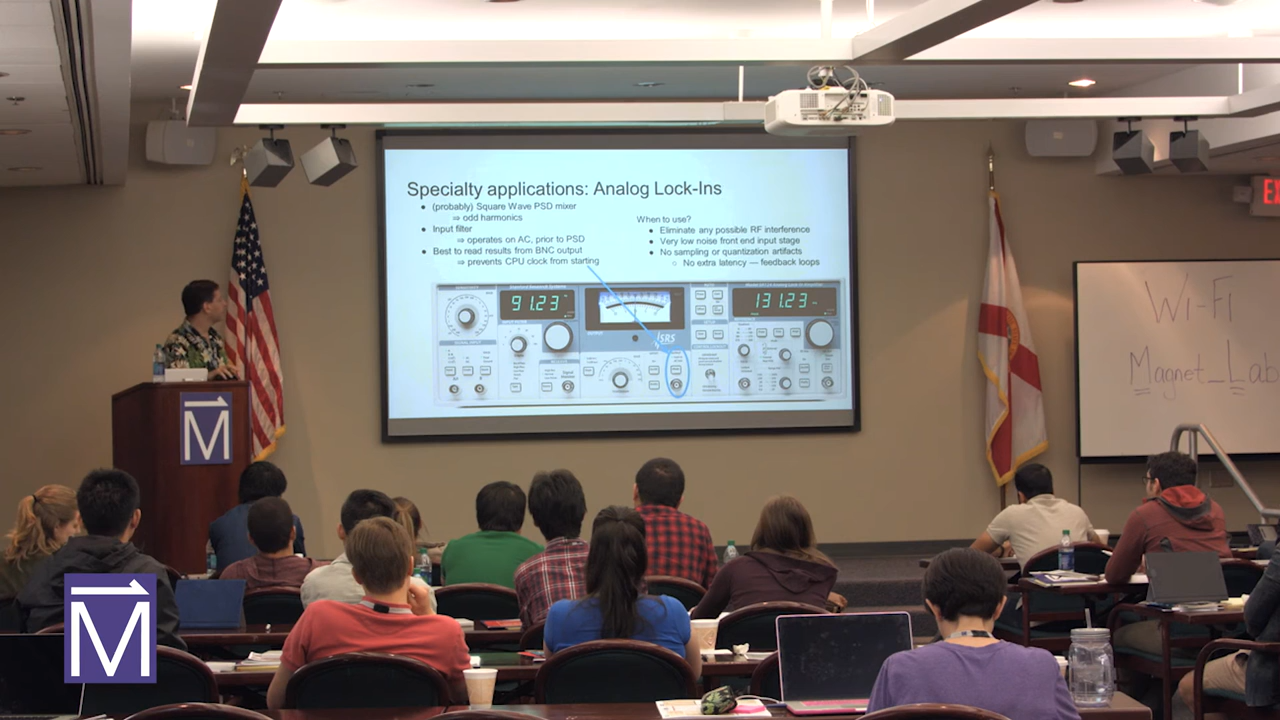 Specialty applications: Analog Lock-Ins
● (probably) Square Wave PSD mixer
⇒ odd harmonics
● Input filter
⇒ operates on AC, prior to PSD
● Best to read results from BNC output
⇒ prevents CPU clock from starting
When to use?
● Eliminate any possible RF interference
● Very low noise front end input stage
● No sampling or quantization artifacts
○ No extra latency — feedback loops
91.23
131.23
SRS
M
Wi-Fi
Magnet_Lab
EX
M